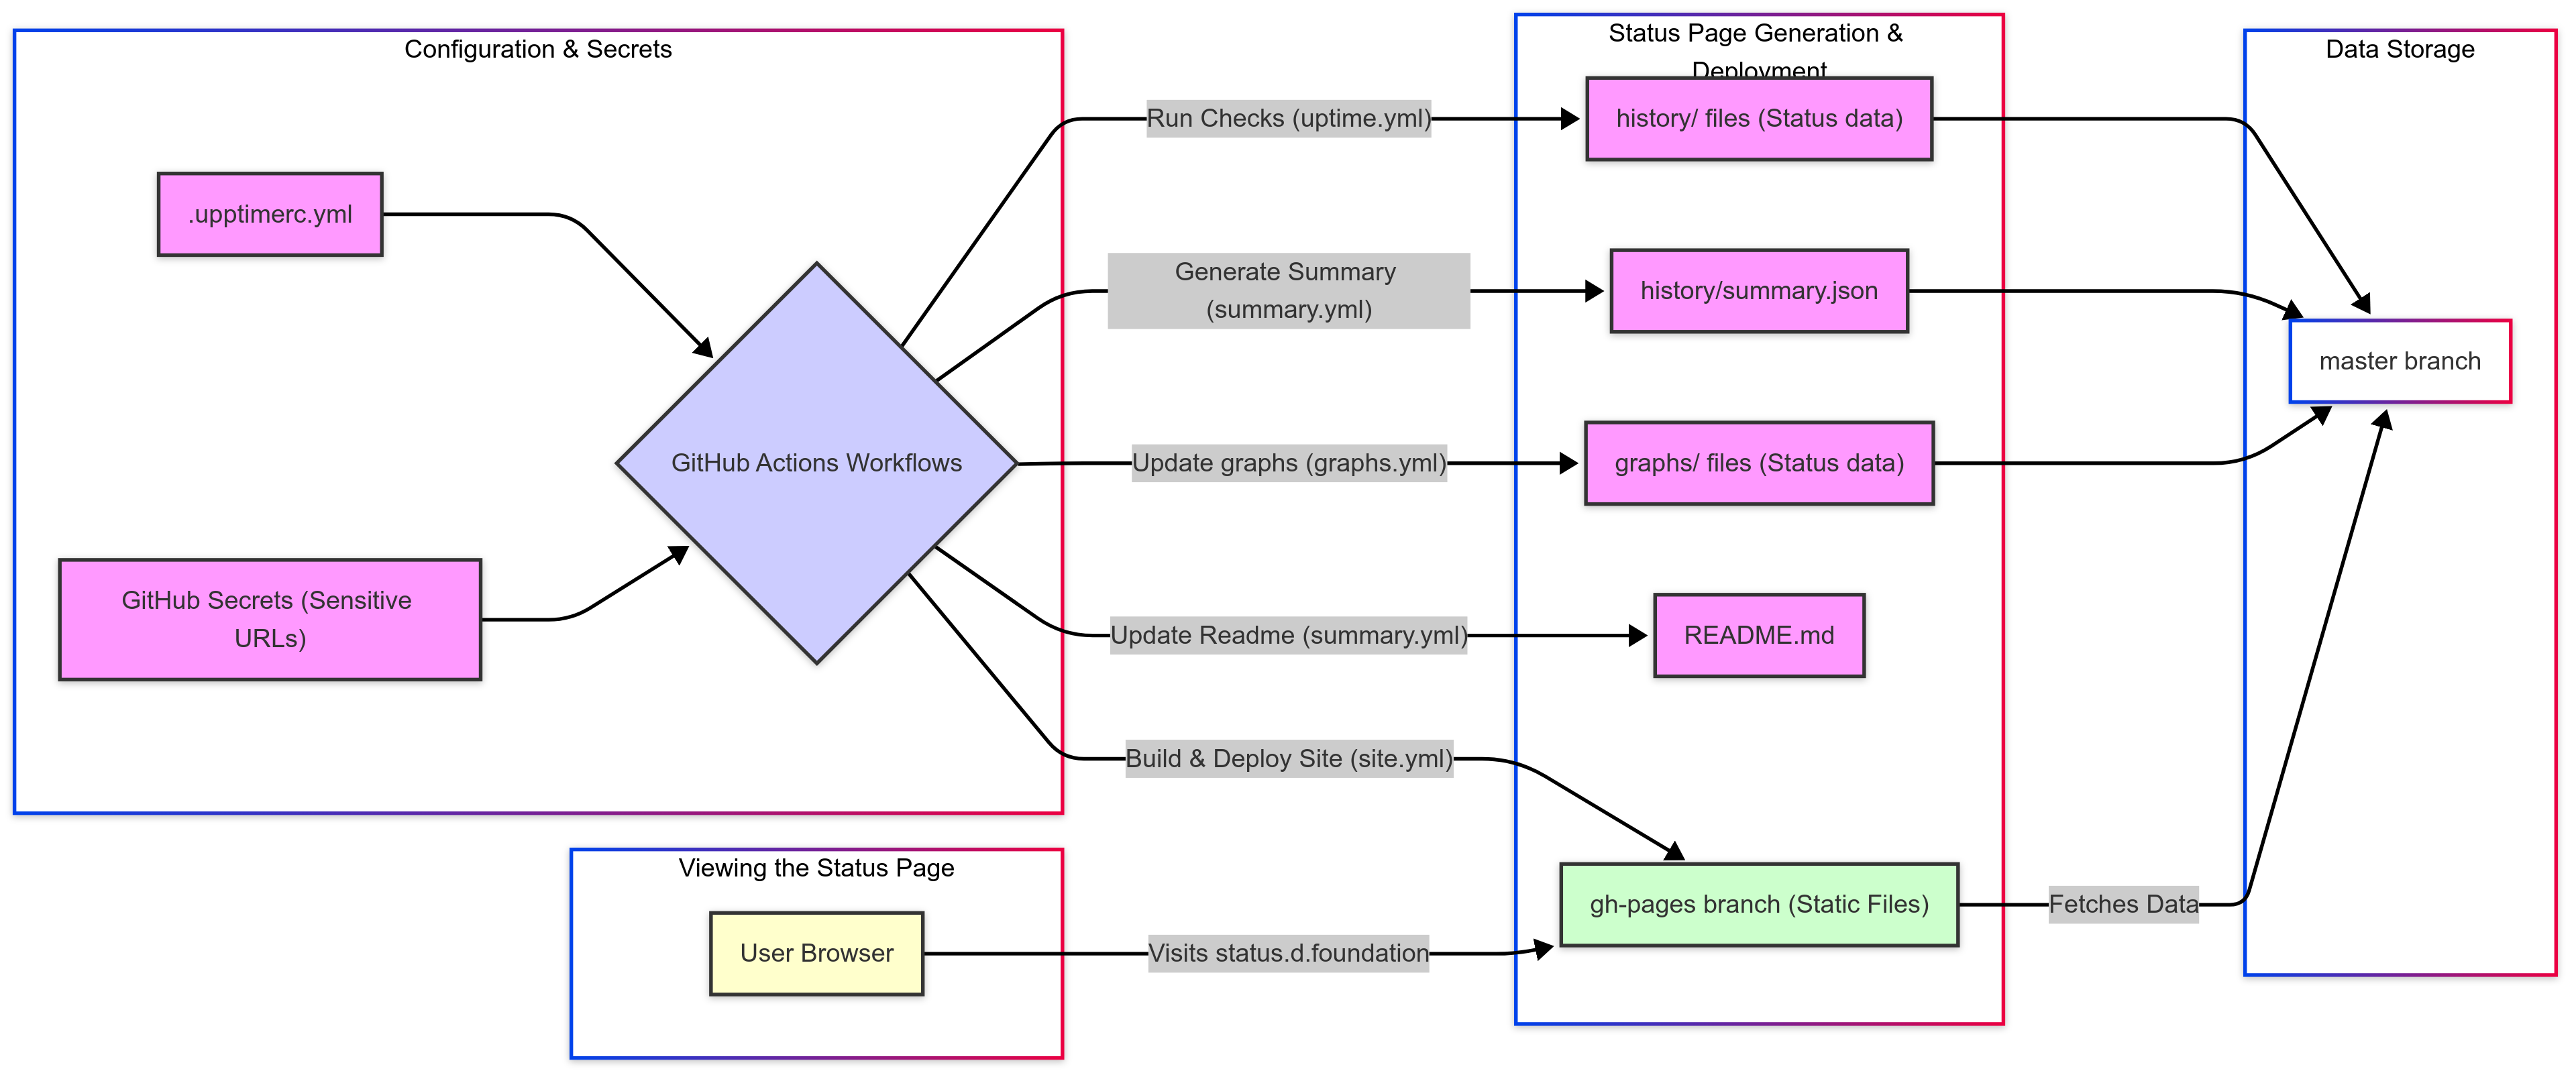 Configuration & Secrets
.upptimerc.yml
GitHub Secrets (Sensitive
URLs)
GitHub Actions Workflows
Run Checks (uptime.yml)
Generate Summary
(summary.yml)
Update graphs (graphs.yml)
Update Readme (summary.yml)
Build & Deploy Site (site.yml)
Viewing the Status Page
User Browser
Visits status.d.foundation
Status Page Generation &
Deployment
history/ files (Status data)
history/summary.json
graphs/ files (Status data)
README.md
gh-pages branch (Static Files)
Fetches Data
Data Storage
master branch